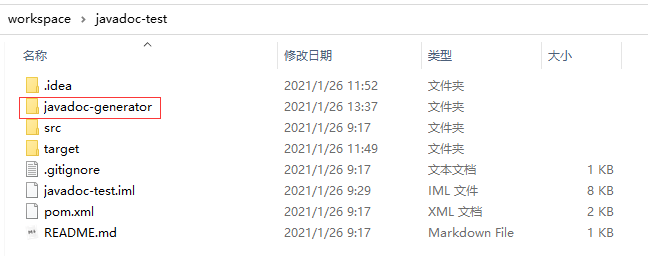 workspace > javadoc-test
名称 修改日期 类型 大小
.idea 2021/1/26 11:52 文件夹
javadoc-generator 2021/1/26 13:37 文件夹
src 2021/1/26 9:17 文件夹
target 2021/1/26 11:49 文件夹
.gitignore 2021/1/26 9:17 文本文档 1 KB
javadoc-test.iml 2021/1/26 9:29 IML 文件 8 KB
pom.xml 2021/1/26 9:17 XML 文档 2 KB
README.md 2021/1/26 9:17 Markdown File 1 KB